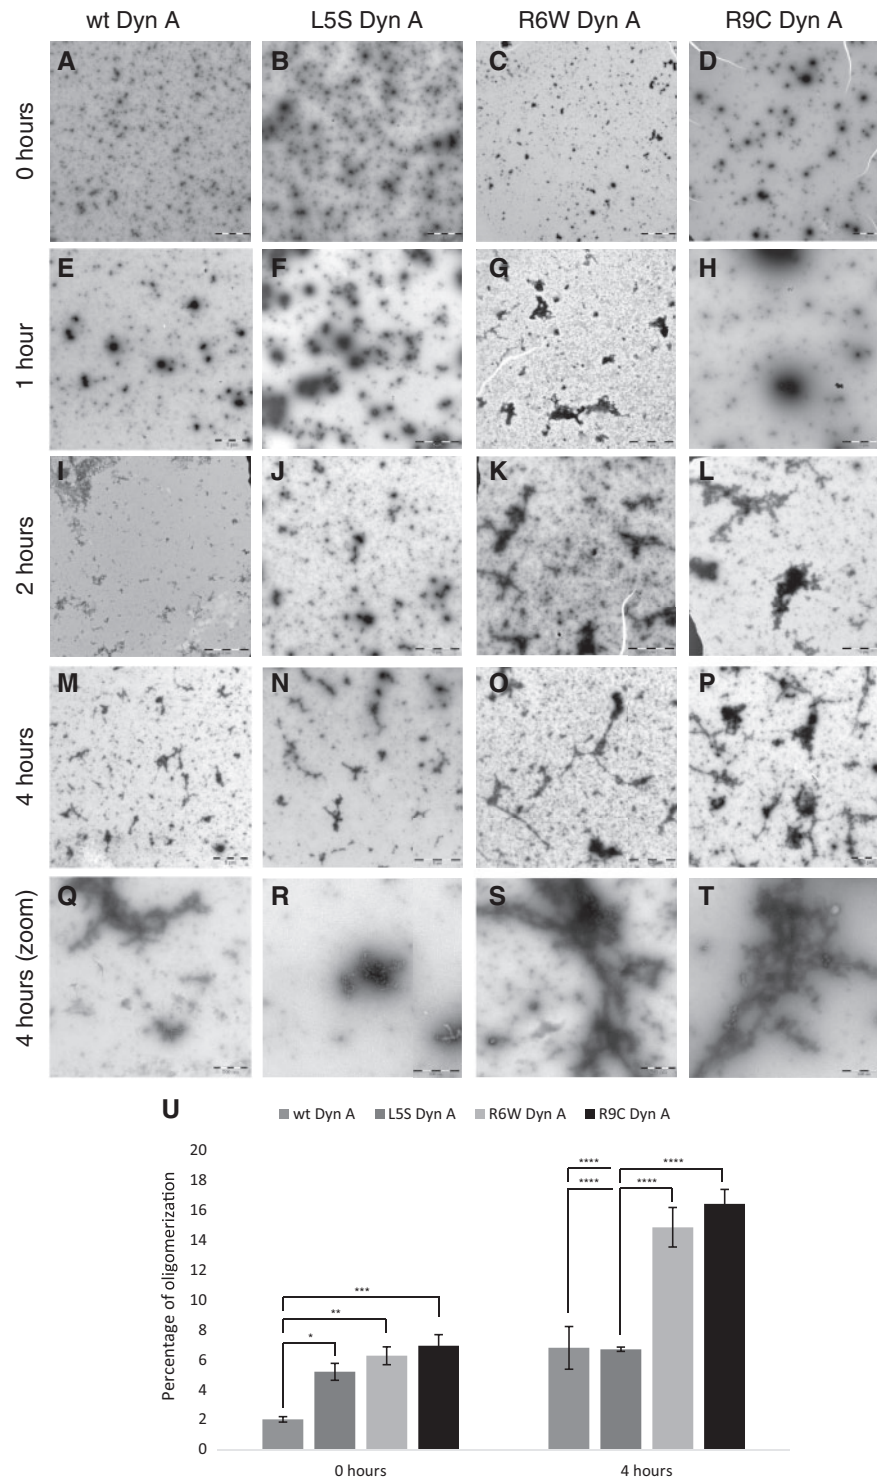 wt Dyn A L5S Dyn A R6W Dyn A R9C Dyn A
0 hours
A B C D
1 hour
E F G H
2 hours
I J K L
4 hours
M N O P
4 hours (zoom)
Q R S T
U
wt Dyn A L5S Dyn A R6W Dyn A R9C Dyn A
Percentage of oligomerization
20
18
16
14
12
10
8
6
4
2
0
**** ****
**** ****
***
**
*
0 hours 4 hours